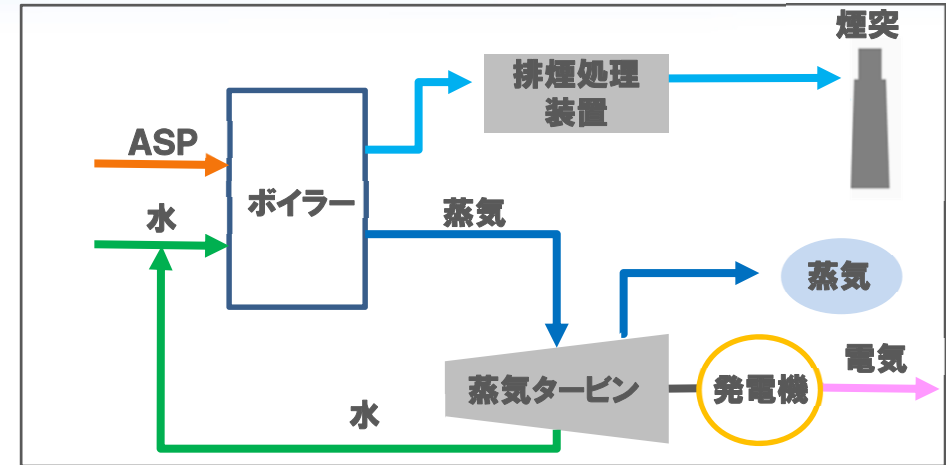 煙突
排煙処理
装置
ASP
ボイラー
水
蒸気
蒸気
電気
蒸気タービン
発電機
水